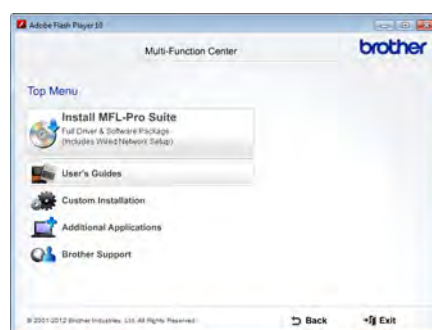 Adobe Flash Player 10
Multi-Function Center
brother
Top Menu
Install MFL-Pro Suite
Full Driver & Software Package
(Includes Wired Network Setup)
User's Guides
Custom Installation
Additional Applications
Brother Support
© 2001-2012 Brother Industries, Ltd. All Rights Reserved.
Back
Exit